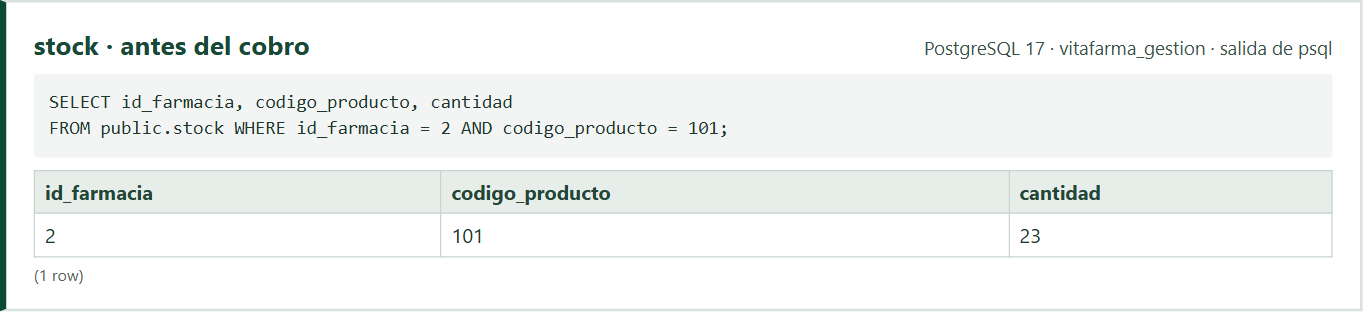 stock · antes del cobro
PostgreSQL 17 · vitafarma_gestion · salida de psql
SELECT id_farmacia, codigo_producto, cantidad
FROM public.stock WHERE id_farmacia = 2 AND codigo_producto = 101;
id_farmacia codigo_producto cantidad
2 101 23
(1 row)